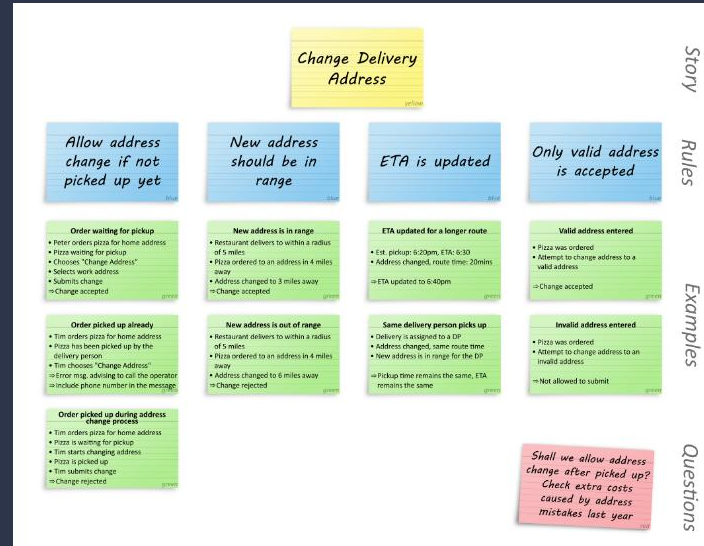 Change Delivery
Address
yellow
Story
Allow address
change if not
picked up yet
blue
New address
should be in
range
blue
ETA is updated
blue
Only valid address
is accepted
blue
Rules
Order waiting for pickup
• Peter orders pizza for home address
• Pizza waiting for pickup
• Chooses "Change Address"
• Selects work address
• Submits change
⇒Change accepted
green
New address is in range
• Restaurant delivers to within a radius
of 5 miles
• Pizza ordered to an address in 4 miles
away
• Address changed to 3 miles away
⇒Change accepted
green
ETA updated for a longer route
• Est. pickup: 6:20pm, ETA: 6:30
• Address changed, route time: 20mins
⇒ETA updated to 6:40pm
green
Valid address entered
• Pizza was ordered
• Attempt to change address to a
valid address
⇒Change accepted
green
Examples
Order picked up already
• Tim orders pizza for home address
• Pizza has been picked up by the
delivery person
• Tim chooses "Change Address"
⇒Error msg. advising to call the operator
⇒Include phone number in the message
green
New address is out of range
• Restaurant delivers to within a radius
of 5 miles
• Pizza ordered to an address in 4 miles
away
• Address changed to 6 miles away
⇒Change rejected
green
Same delivery person picks up
• Delivery is assigned to a DP
• Address changed, same route time
• New address is in range for the DP
⇒Pickup time remains the same, ETA
remains the same
green
Invalid address entered
• Pizza was ordered
• Attempt to change address to an
invalid address
⇒Not allowed to submit
green
Order picked up during address
change process
• Tim orders pizza for home address
• Pizza is waiting for pickup
• Tim starts changing address
• Pizza is picked up
• Tim submits change
⇒Change rejected
green
Shall we allow address
change after picked up?
Check extra costs
caused by address
mistakes last year
red
Questions